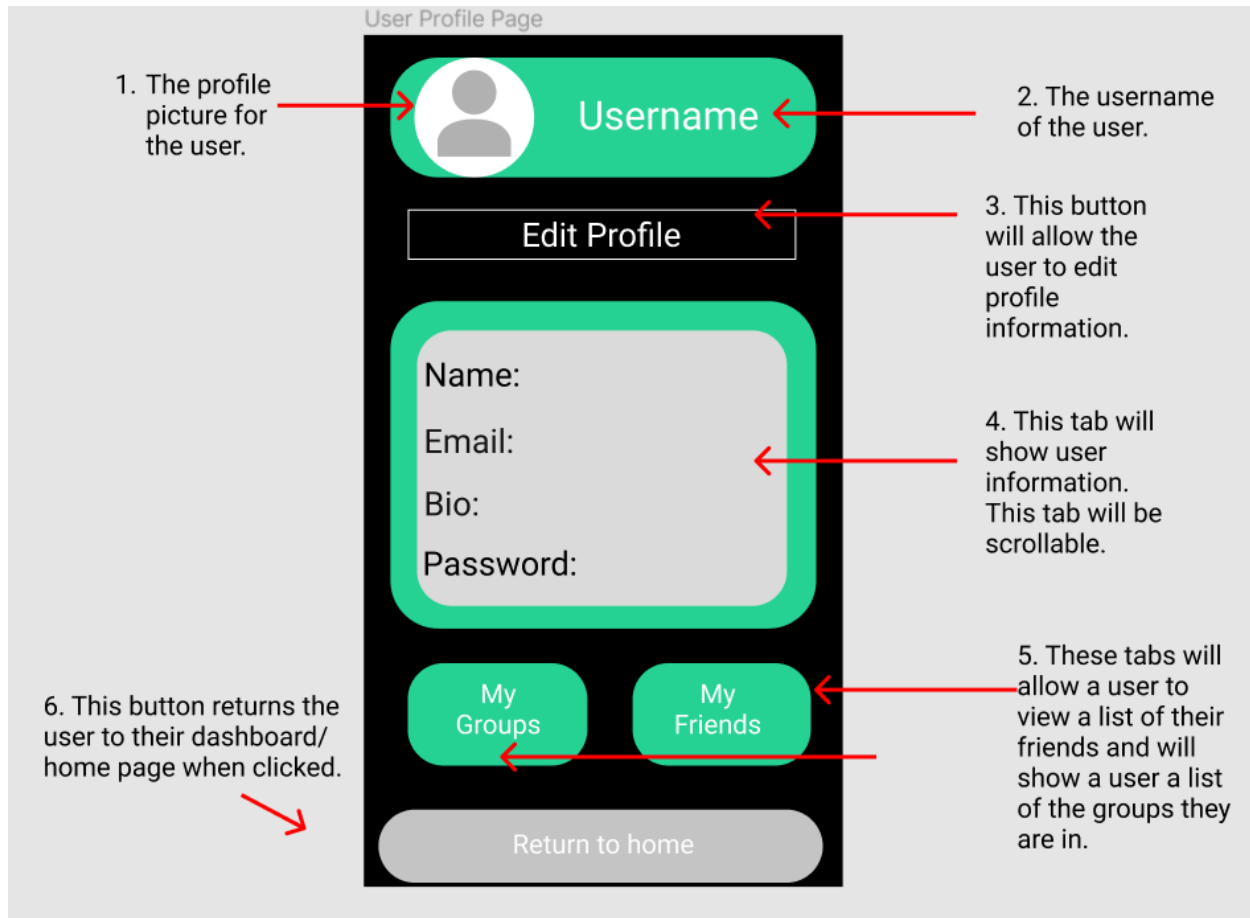 User Profile Page
1. The profile
picture for
the user.
Username
2. The username
of the user.
Edit Profile
3. This button
will allow the
user to edit
profile
information.
Name:
Email:
Bio:
Password:
4. This tab will
show user
information.
This tab will be
scrollable.
My
Groups
My
Friends
5. These tabs will
allow a user to
view a list of their
friends and will
show a user a list
of the groups they
are in.
6. This button returns the
user to their dashboard/
home page when clicked.
Return to home